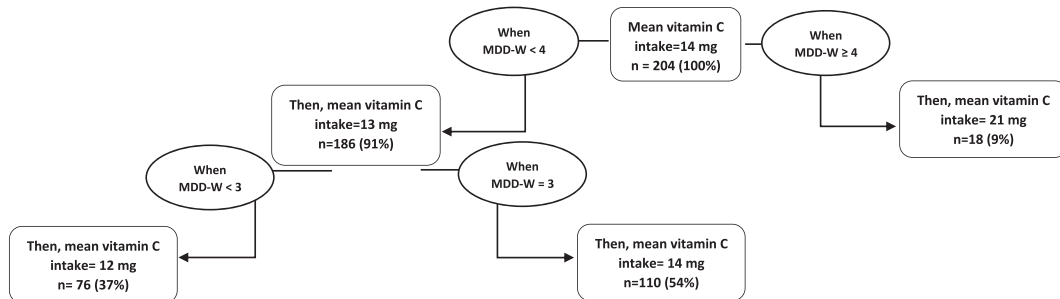 When
MDD-W < 4
Mean vitamin C
intake=14 mg
n = 204 (100%)
When
MDD-W ≥ 4
Then, mean vitamin C
intake=13 mg
n=186 (91%)
Then, mean vitamin C
intake= 21 mg
n=18 (9%)
When
MDD-W < 3
When
MDD-W = 3
Then, mean vitamin C
intake= 12 mg
n= 76 (37%)
Then, mean vitamin C
intake= 14 mg
n=110 (54%)